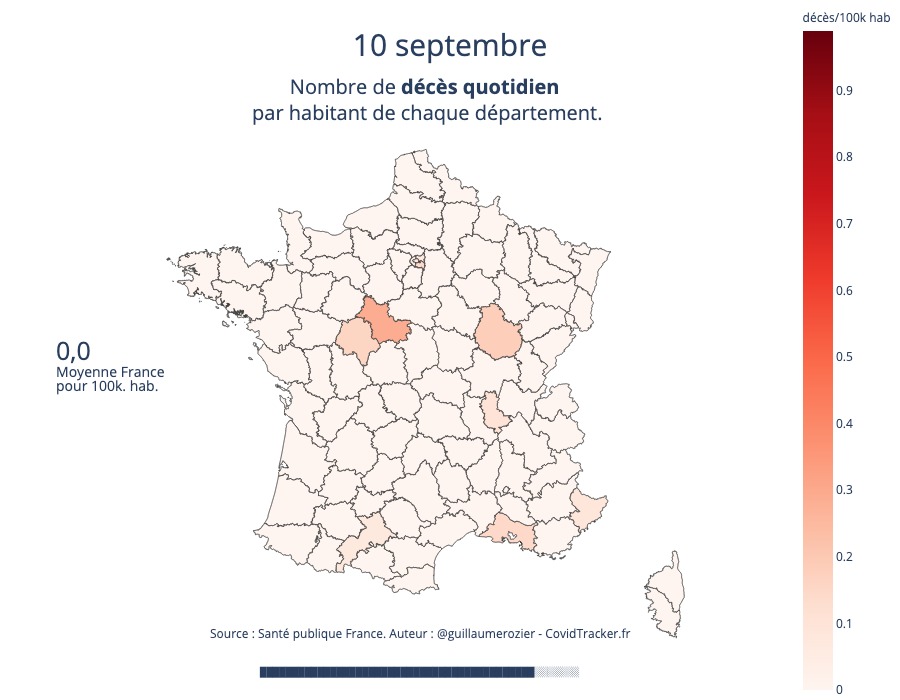 décès/100k hab
10 septembre
Nombre de décès quotidien
par habitant de chaque département.
0.9
0.8
0.7
0.6
0.5
0.4
0.3
0.2
0.1
0
0,0
Moyenne France
pour 100k. hab.
Source : Santé publique France. Auteur : @guillaumerozier - CovidTracker.fr